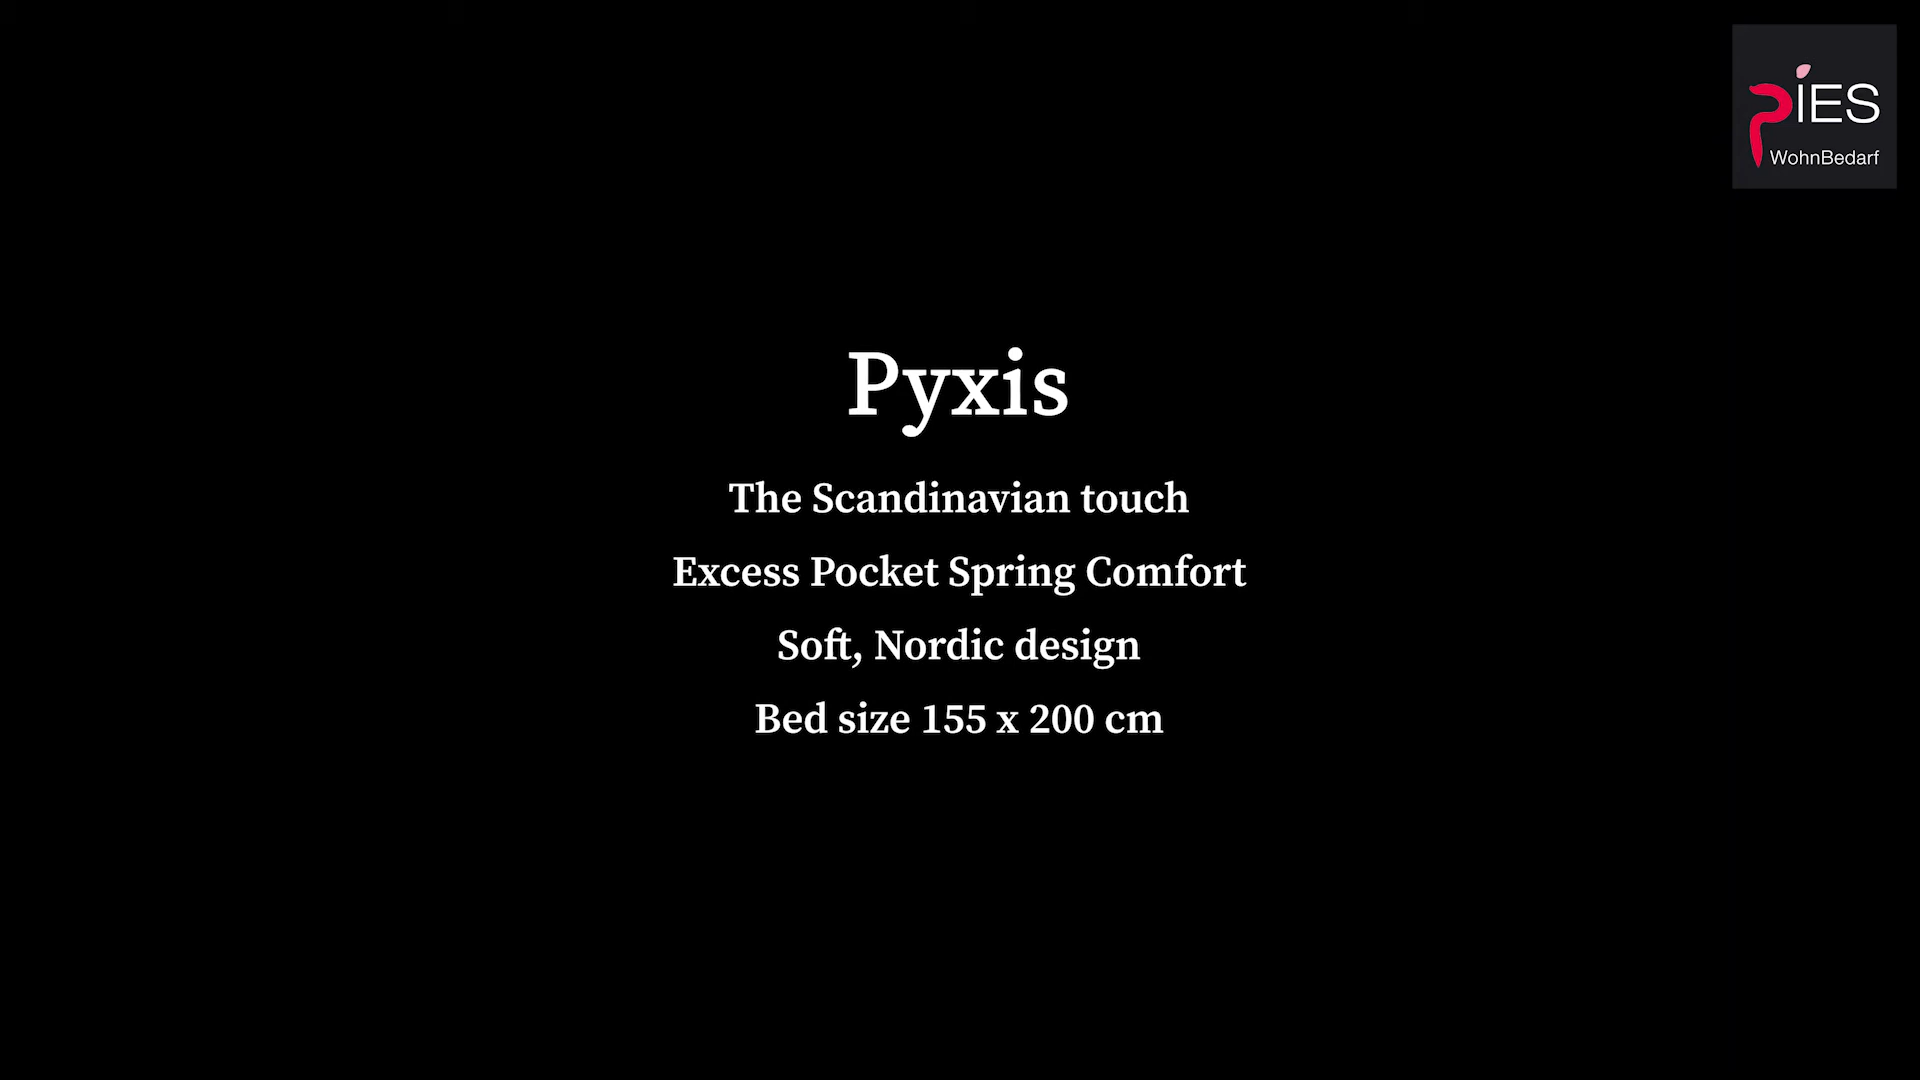 PiES
WohnBedarf
Pyxis
The Scandinavian touch
Excess Pocket Spring Comfort
Soft, Nordic design
Bed size 155 x 200 cm